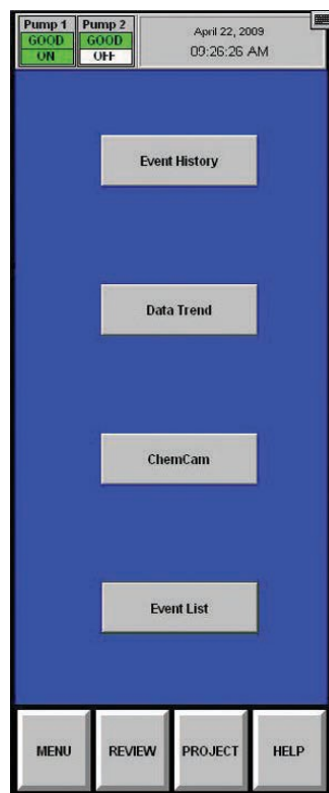 Pump 1 Pump 2
GOOD GOOD
ON OFF
April 22, 2009
09:26:26 AM
Event History
Data Trend
ChemCam
Event List
MENU REVIEW PROJECT HELP